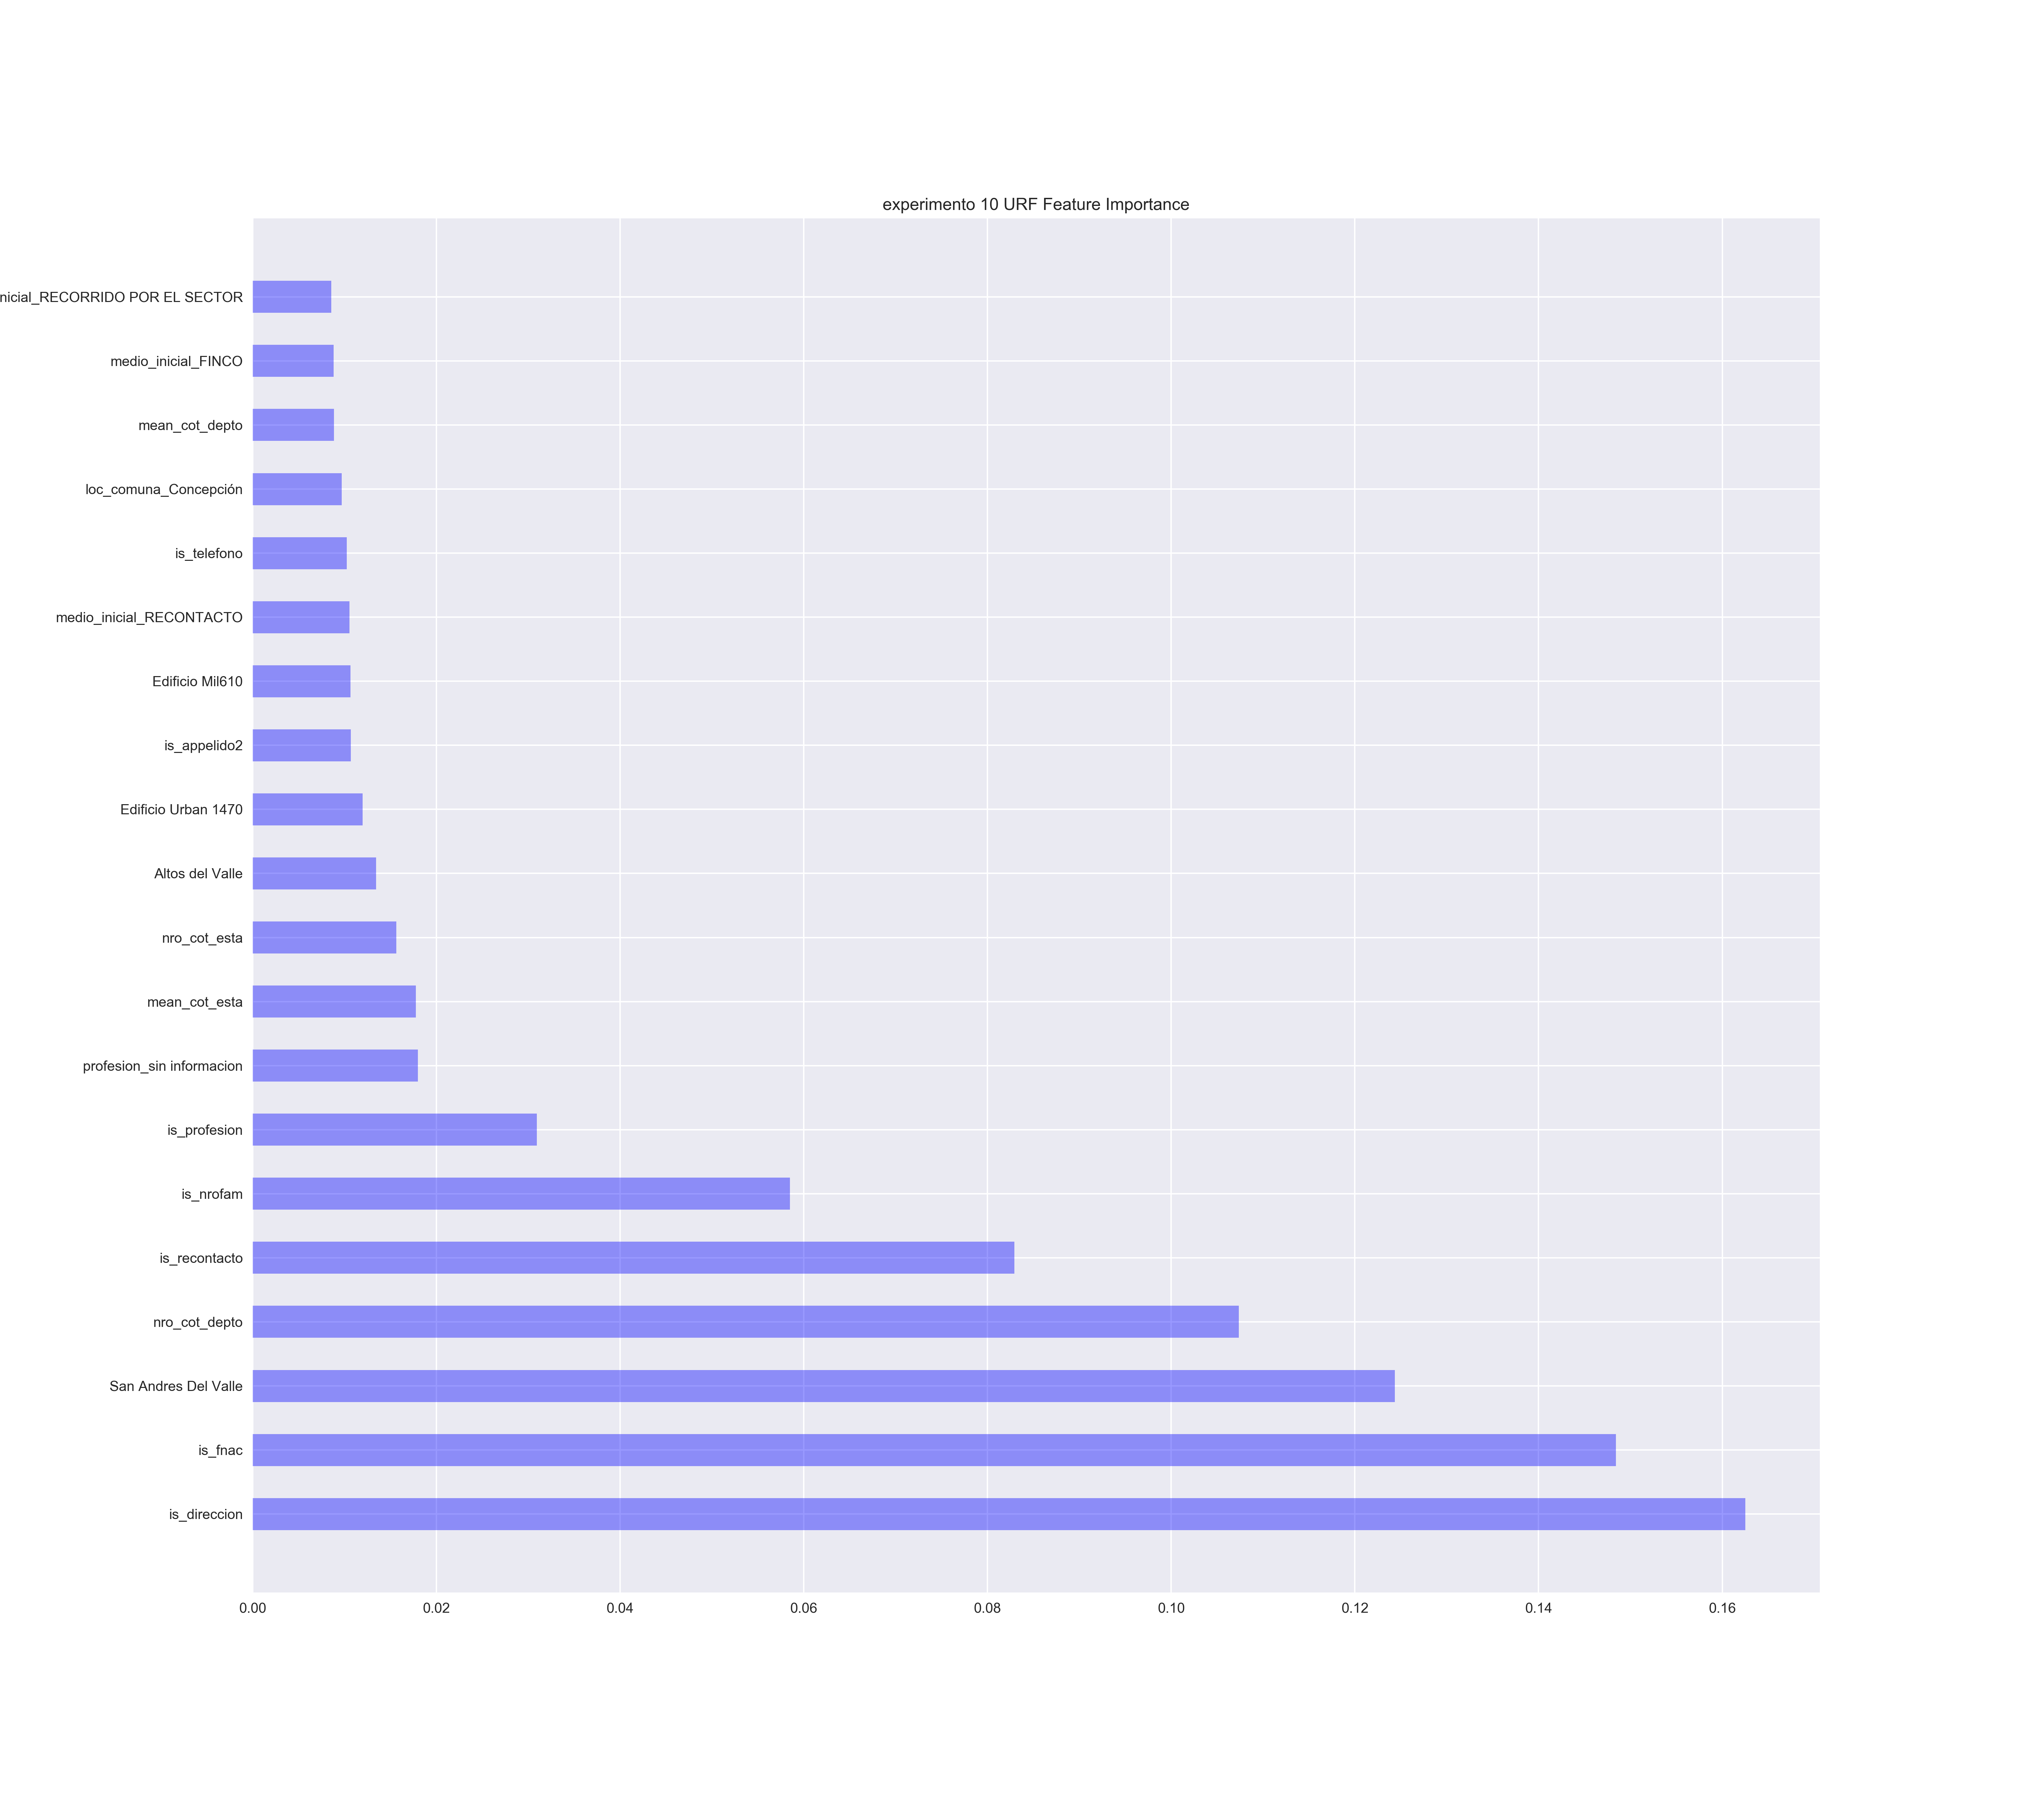 experimento 10 URF Feature Importance
nicial_RECORRIDO POR EL SECTOR
medio_inicial_FINCO
mean_cot_depto
loc_comuna_Concepción
is_telefono
medio_inicial_RECONTACTO
Edificio Mil610
is_appelido2
Edificio Urban 1470
Altos del Valle
nro_cot_esta
mean_cot_esta
profesion_sin informacion
is_profesion
is_nrofam
is_recontacto
nro_cot_depto
San Andres Del Valle
is_fnac
is_direccion
0.00 0.02 0.04 0.06 0.08 0.10 0.12 0.14 0.16